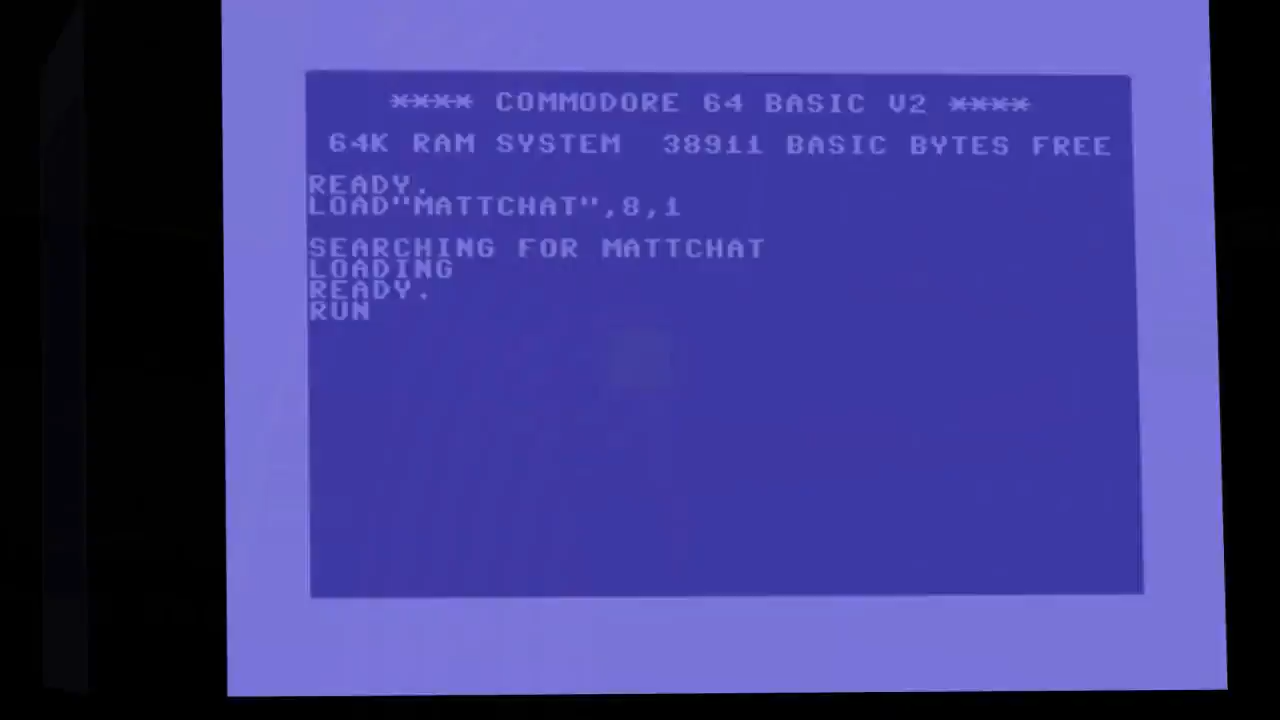 **** COMMODORE 64 BASIC V2 ****
64K RAM SYSTEM  38911 BASIC BYTES FREE
READY.
LOAD"MATTCHAT",8,1
SEARCHING FOR MATTCHAT
LOADING
READY.
RUN